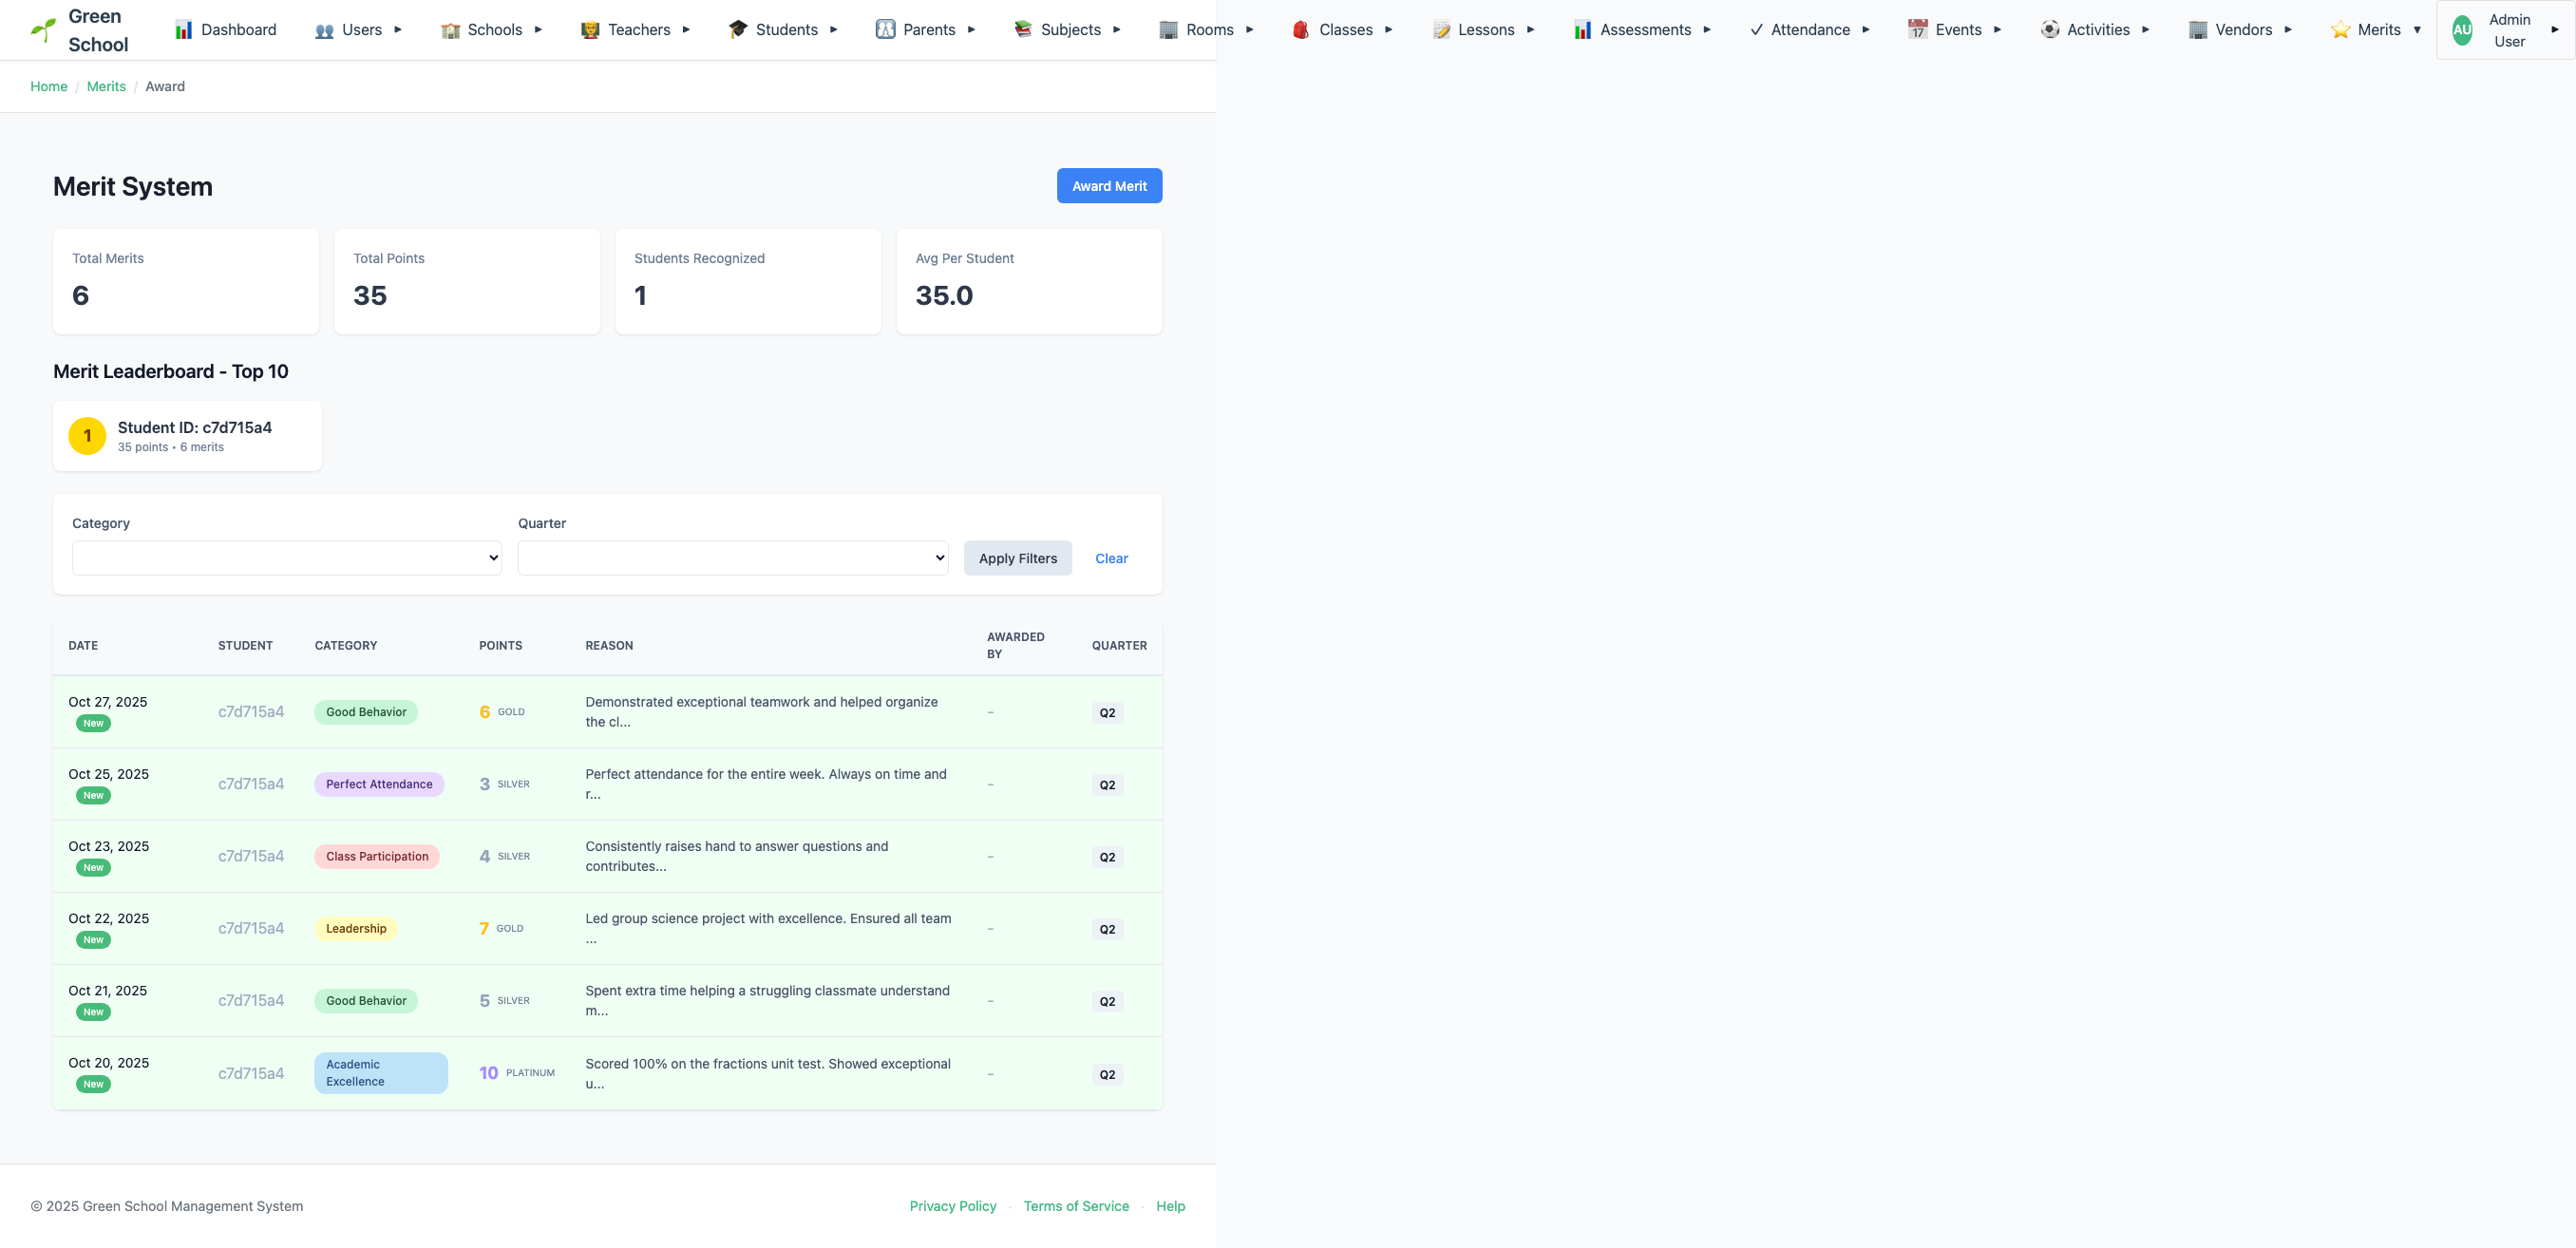 Green
School
Dashboard
Users
Schools
Teachers
Students
Parents
Subjects
Rooms
Classes
Lessons
Assessments
Attendance
Events
Activities
Vendors
Merits
AU
Admin
User
Home / Merits / Award
Merit System
Award Merit
Total Merits
6
Total Points
35
Students Recognized
1
Avg Per Student
35.0
Merit Leaderboard - Top 10
1
Student ID: c7d715a4
35 points • 6 merits
Category
Quarter
Apply Filters
Clear
DATE STUDENT CATEGORY POINTS REASON AWARDED BY QUARTER
Oct 27, 2025 New c7d715a4 Good Behavior 6 GOLD Demonstrated exceptional teamwork and helped organize the cl... - Q2
Oct 25, 2025 New c7d715a4 Perfect Attendance 3 SILVER Perfect attendance for the entire week. Always on time and r... - Q2
Oct 23, 2025 New c7d715a4 Class Participation 4 SILVER Consistently raises hand to answer questions and contributes... - Q2
Oct 22, 2025 New c7d715a4 Leadership 7 GOLD Led group science project with excellence. Ensured all team ... - Q2
Oct 21, 2025 New c7d715a4 Good Behavior 5 SILVER Spent extra time helping a struggling classmate understand m... - Q2
Oct 20, 2025 New c7d715a4 Academic Excellence 10 PLATINUM Scored 100% on the fractions unit test. Showed exceptional u... - Q2
© 2025 Green School Management System
Privacy Policy · Terms of Service · Help